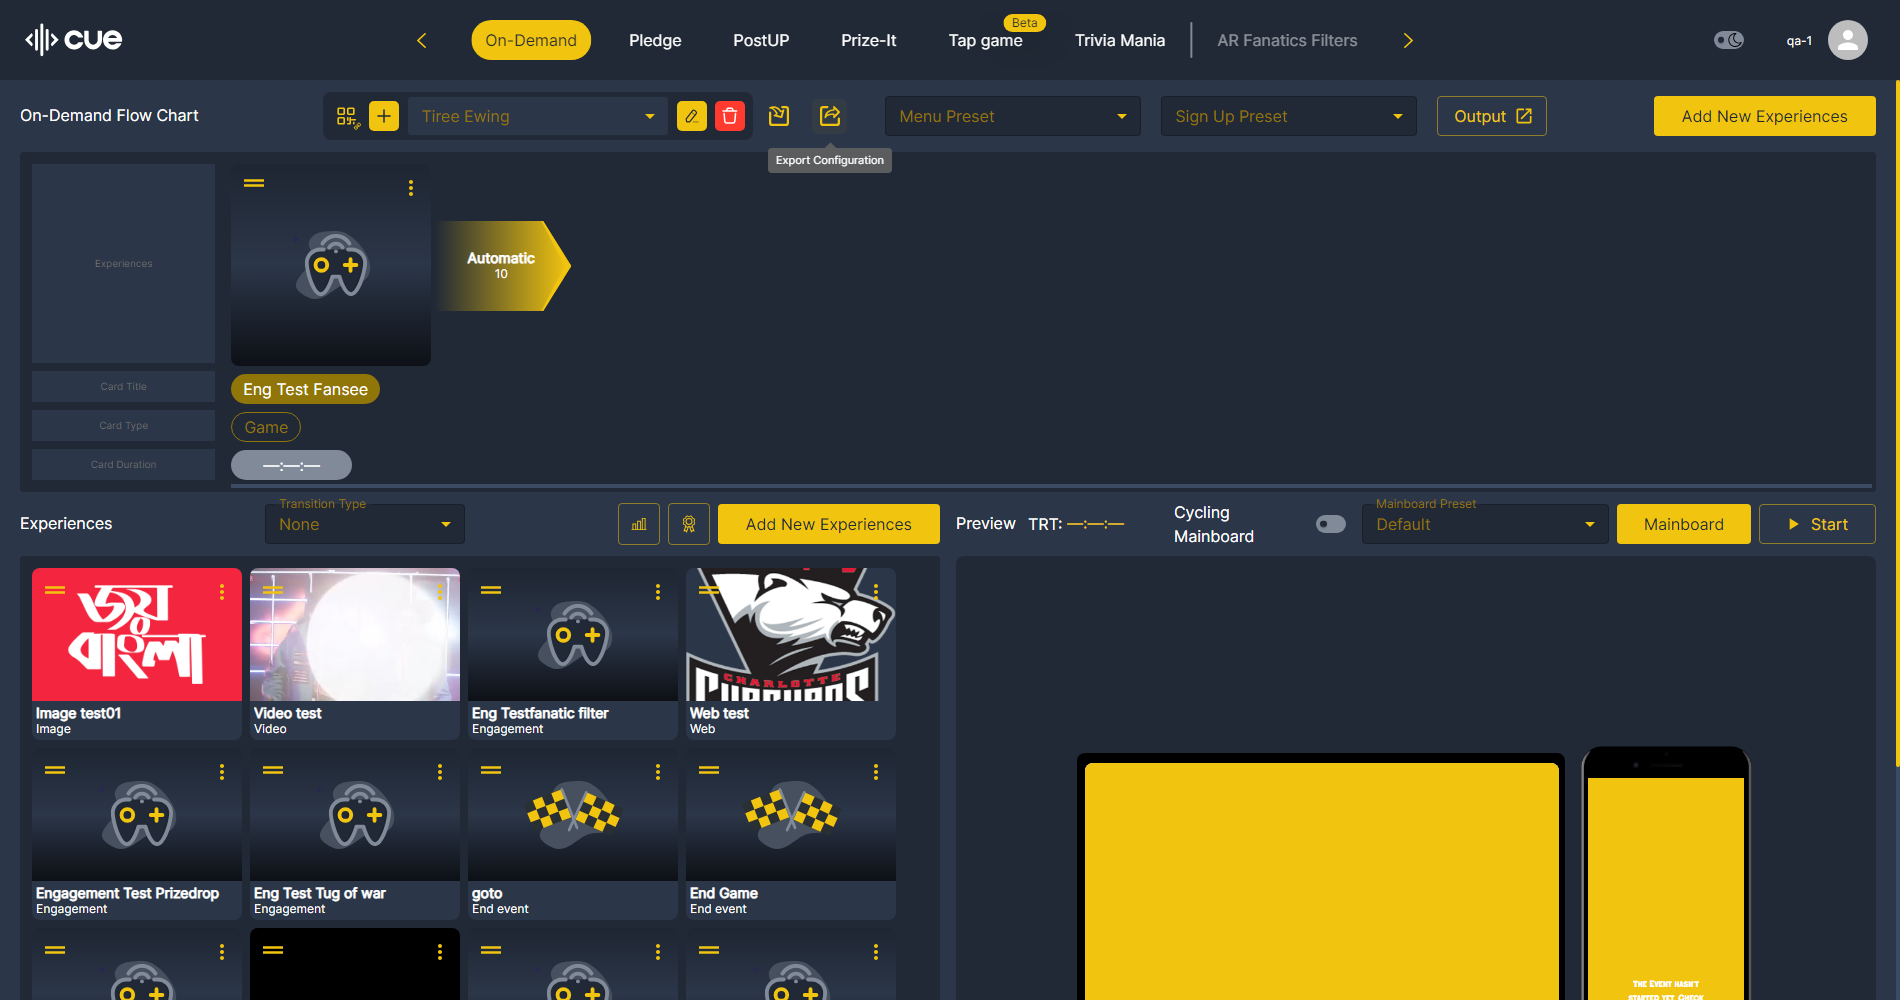 cue
On-Demand
Pledge
PostUP
Prize-It
Tap game
Beta
Trivia Mania
AR Fanatics Filters
qa-1
On-Demand Flow Chart
Tiree Ewing
Menu Preset
Sign Up Preset
Output
Add New Experiences
Export Configuration
Experiences
Automatic
10
Card Title
Eng Test Fansee
Card Type
Game
Card Duration
—:—:—
Experiences
Transition Type
None
Add New Experiences
Preview
TRT: —:—:—
Cycling
Mainboard
Mainboard Preset
Default
Mainboard
Start
জয়
বাংলা
CHARLOTTE
Image test01
Image
Video test
Video
Eng Testfanatic filter
Engagement
Web test
Web
Engagement Test Prizedrop
Engagement
Eng Test Tug of war
Engagement
goto
End event
End Game
End event
The Event hasn't
started yet. Check